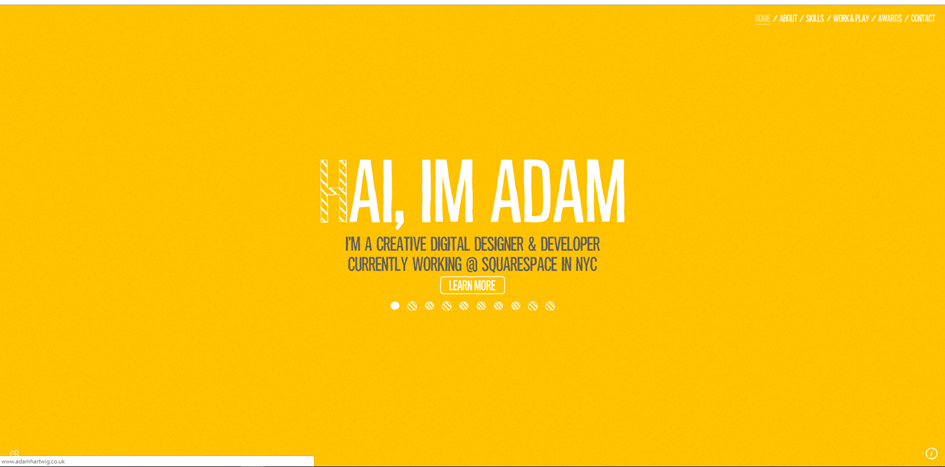 HOME / ABOUT / SKILLS / WORK & PLAY / AWARDS / CONTACT
HAI, IM ADAM
I'M A CREATIVE DIGITAL DESIGNER & DEVELOPER
CURRENTLY WORKING @ SQUARESPACE IN NYC
LEARN MORE
www.adamhartwig.co.uk
i